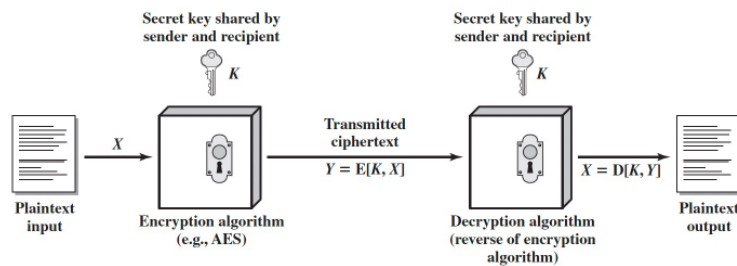 Secret key shared by
sender and recipient
K
Secret key shared by
sender and recipient
K
X
Transmitted
ciphertext
Y = E[K, X]
X = D[K, Y]
Plaintext
input
Encryption algorithm
(e.g., AES)
Decryption algorithm
(reverse of encryption
algorithm)
Plaintext
output